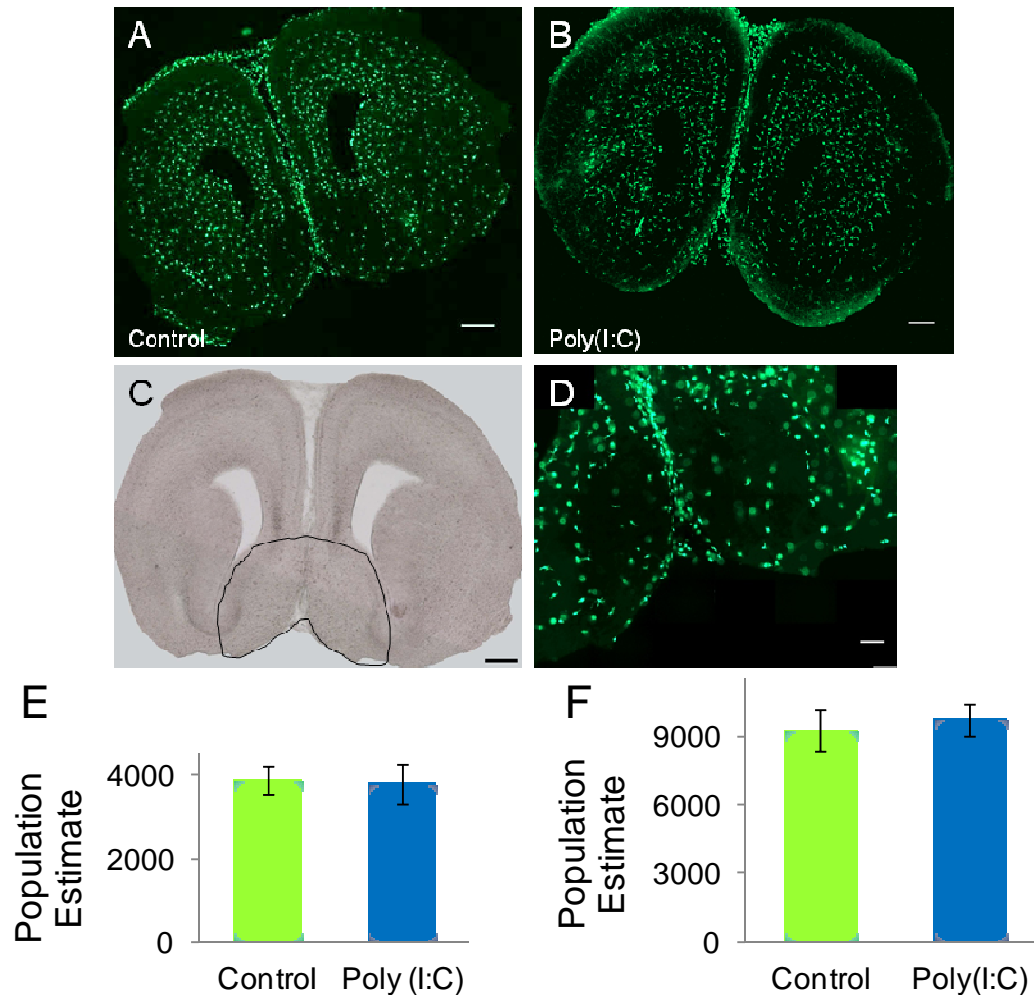 A
Control
B
Poly(I:C)
C
D
E
Population
Estimate
4000
2000
0
Control
Poly (I:C)
F
Population
Estimate
9000
6000
3000
0
Control
Poly(I:C)